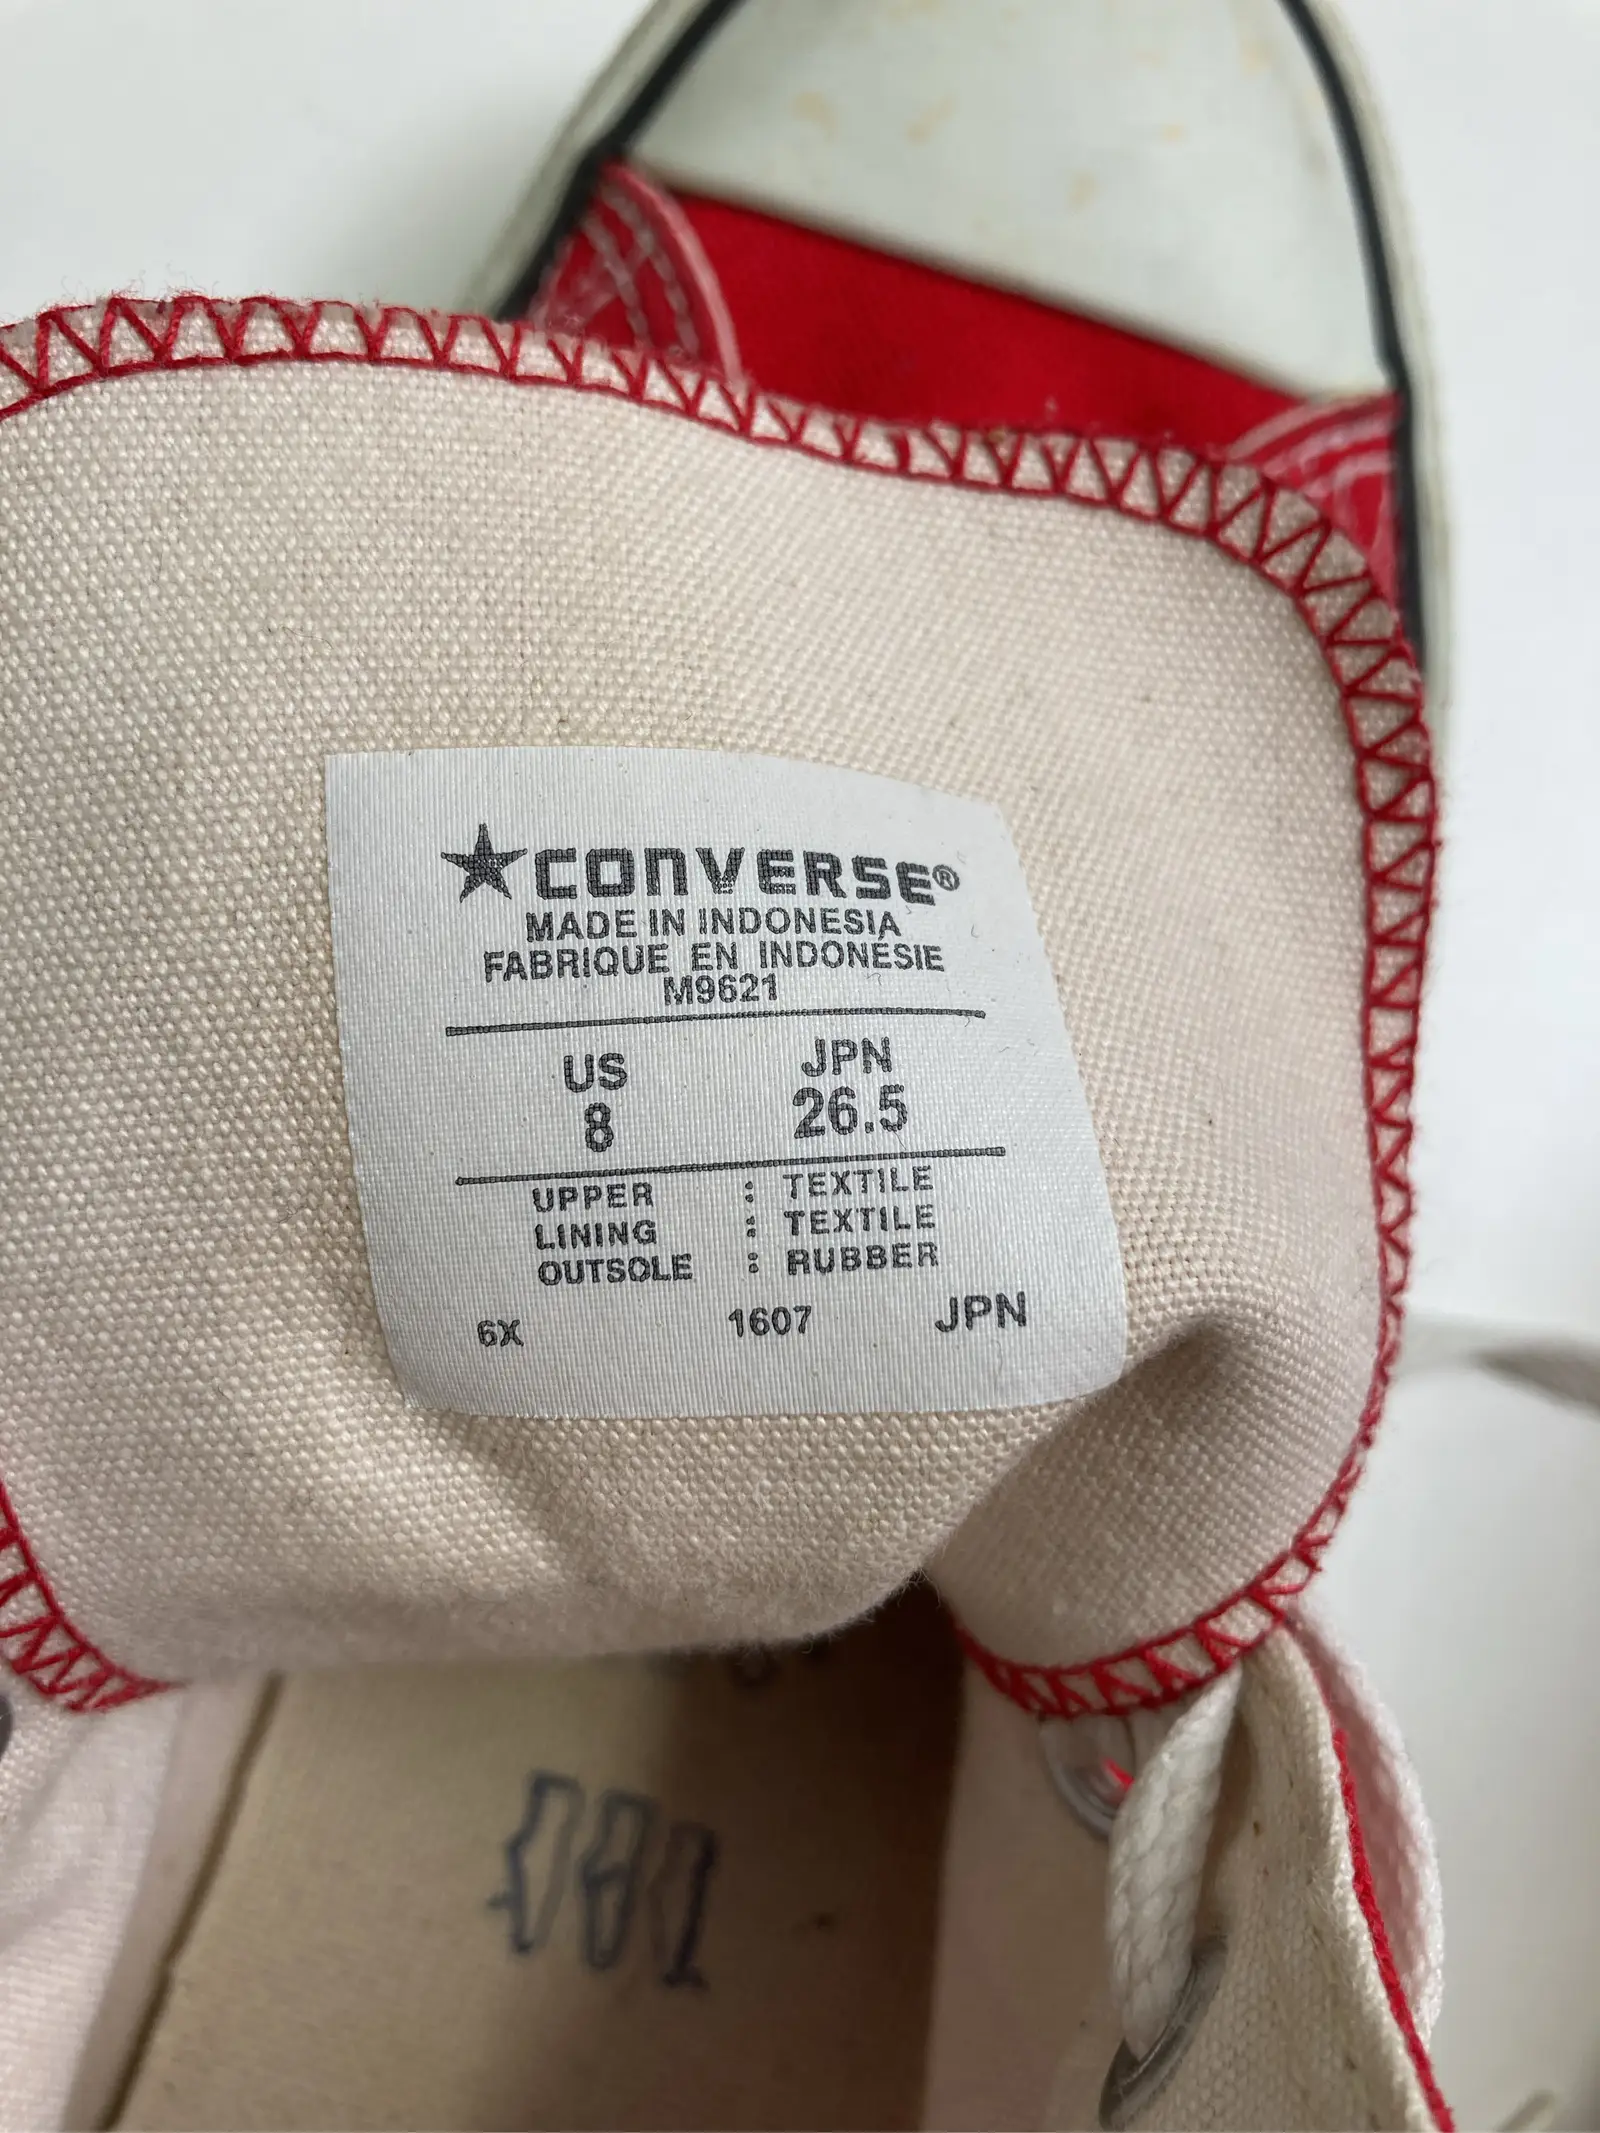 CONVERSE®
MADE IN INDONESIA
FABRIQUE EN INDONÉSIE
M9621
US JPN
8 26.5
UPPER : TEXTILE
LINING : TEXTILE
OUTSOLE : RUBBER
6X 1607 JPN